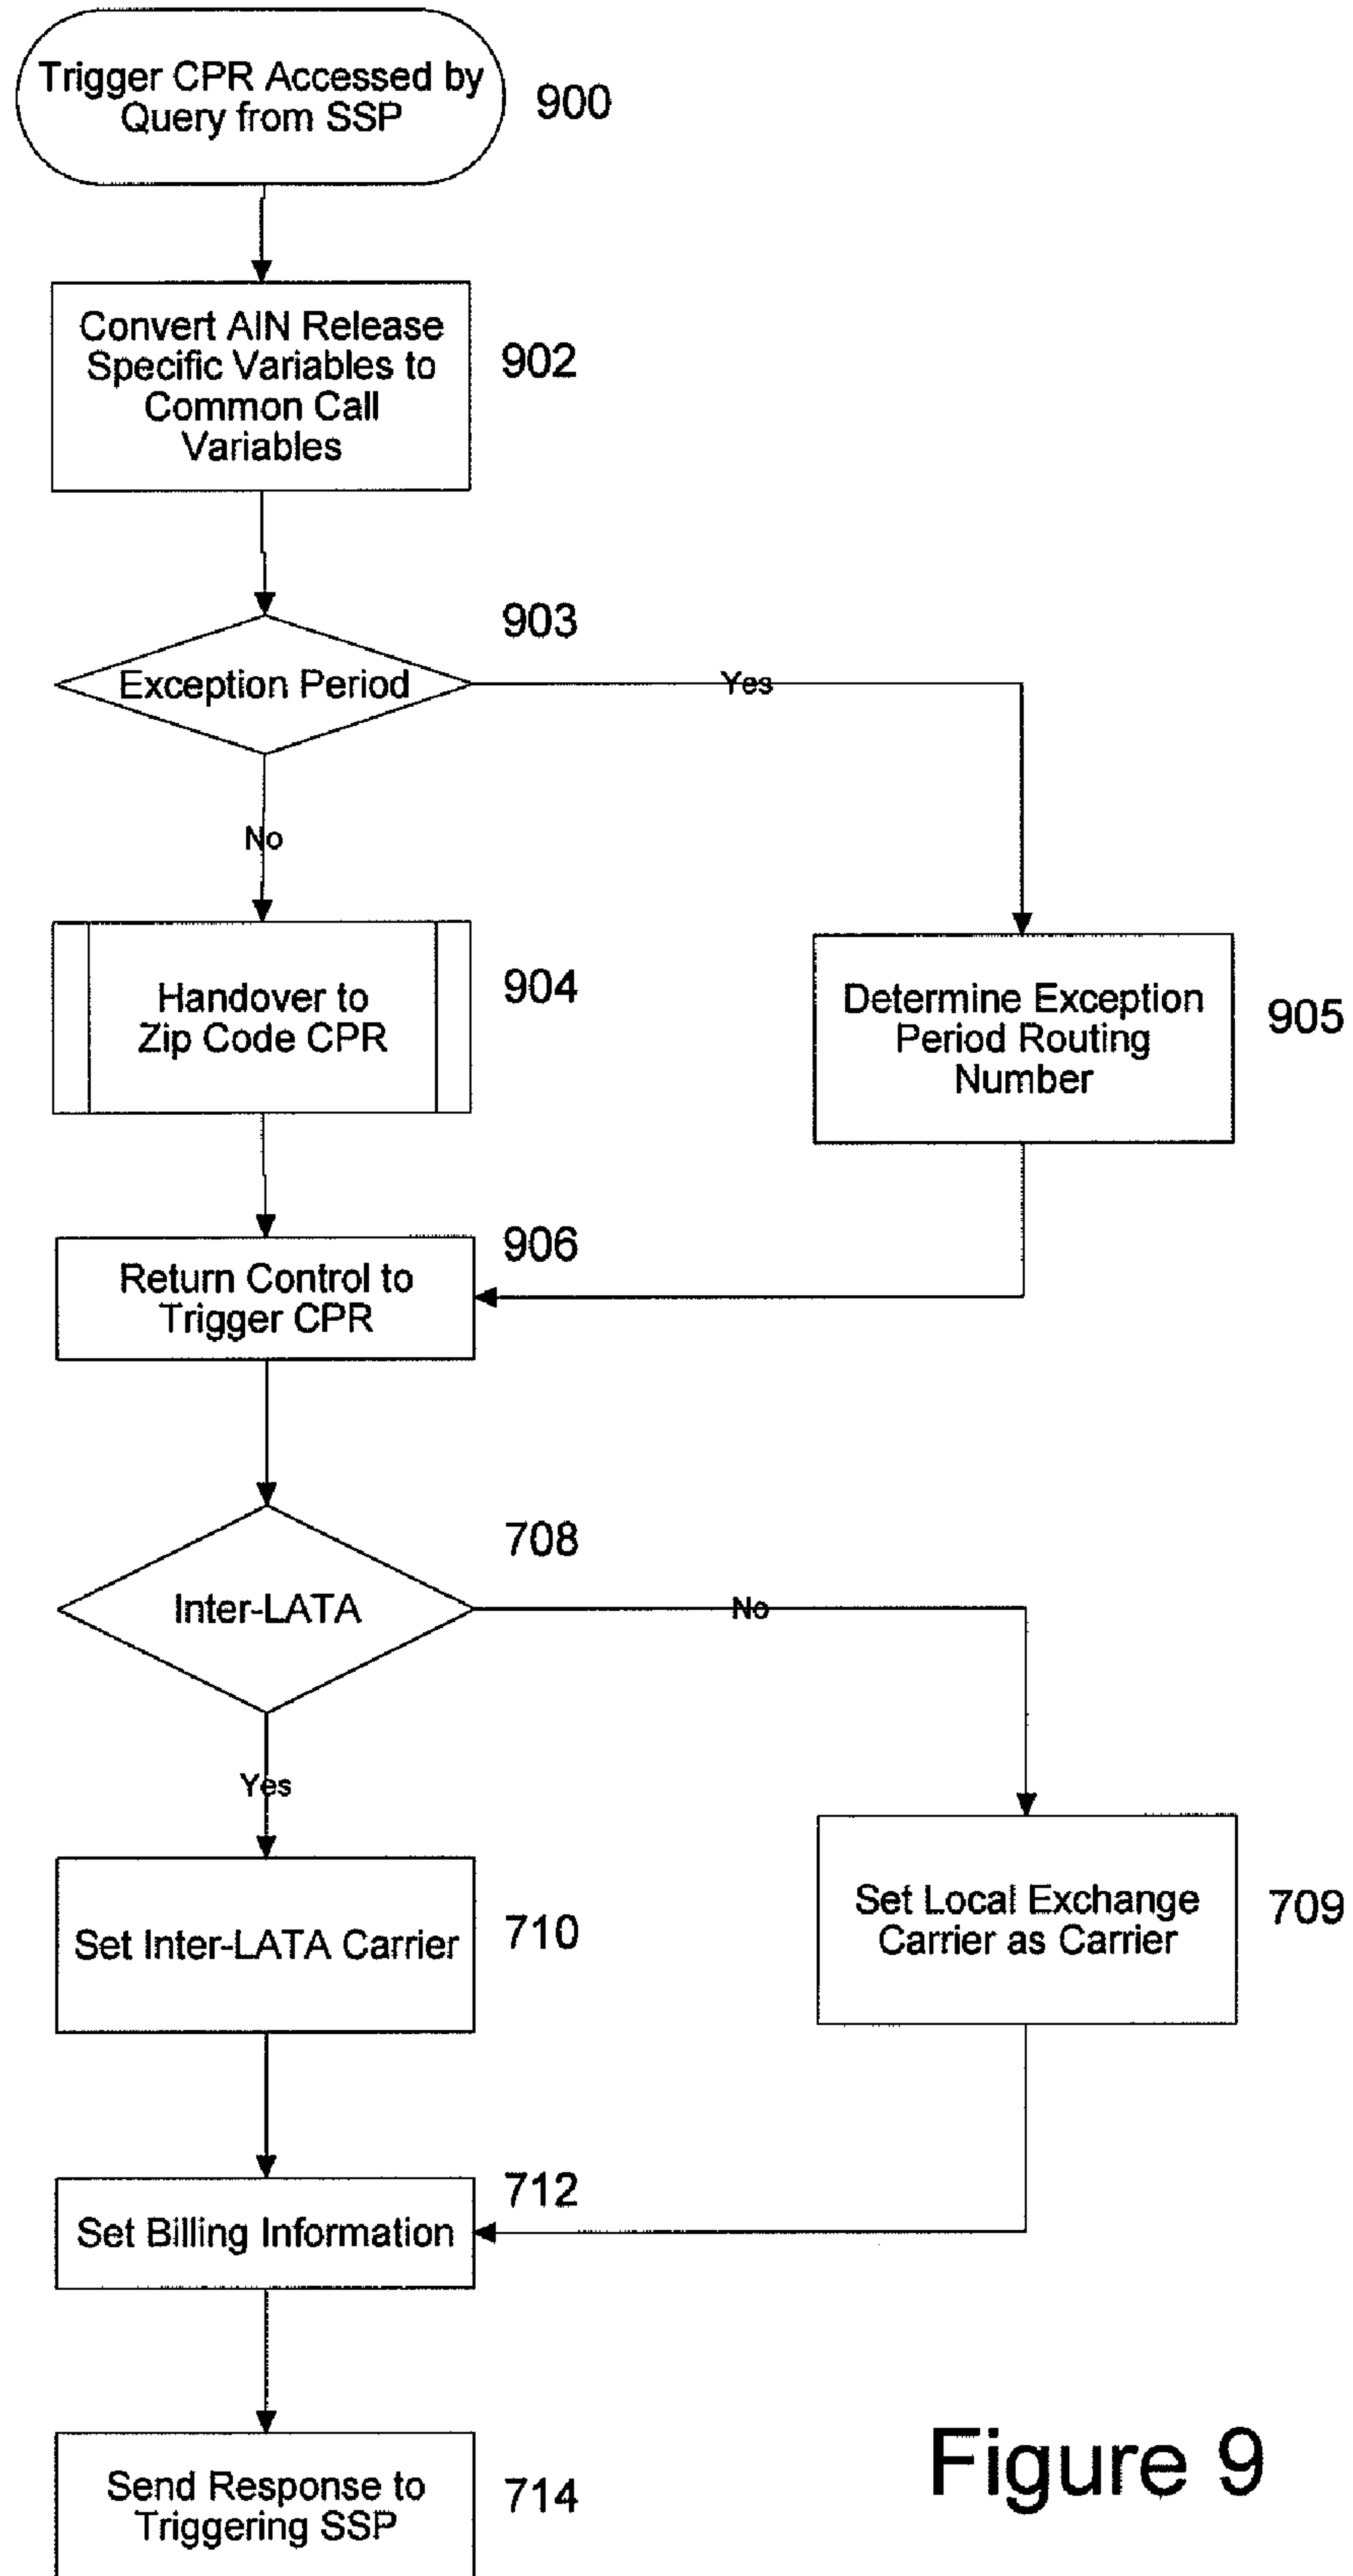 Trigger CPR Accessed by
Query from SSP
900
Convert AIN Release
Specific Variables to
Common Call
Variables
902
903
Exception Period
Yes
No
Handover to
Zip Code CPR
904
Determine Exception
Period Routing
Number
905
906
Return Control to
Trigger CPR
708
Inter-LATA
No
Yes
Set Inter-LATA Carrier
710
Set Local Exchange
Carrier as Carrier
709
712
Set Billing Information
Send Response to
Triggering SSP
714
Figure 9